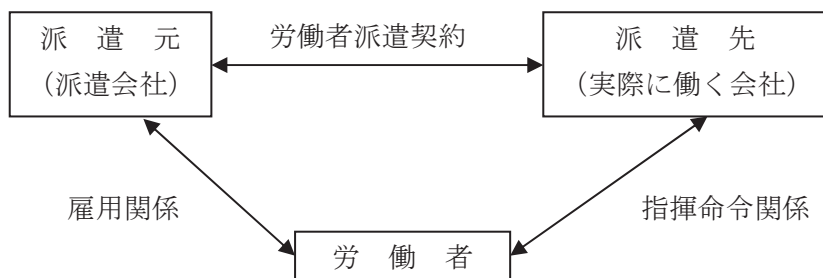 派遣元
(派遣会社)
労働者派遣契約
派遣先
(実際に働く会社)
雇用関係
指揮命令関係
労働者